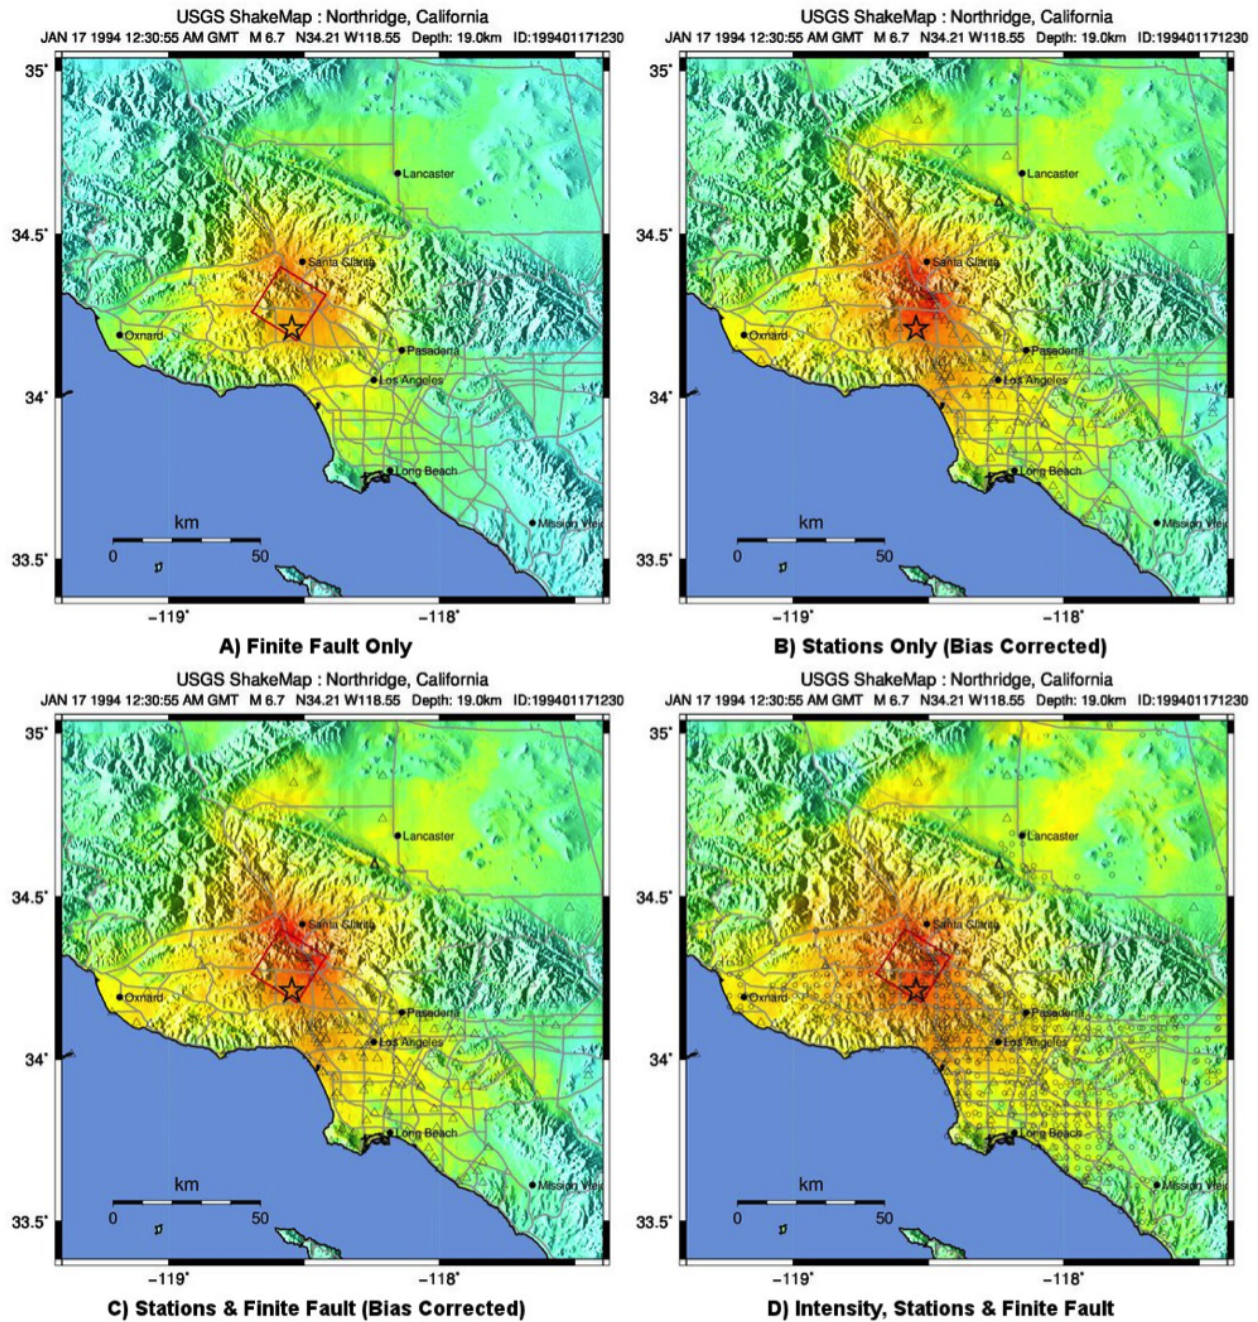 USGS ShakeMap : Northridge, California
JAN 17 1994 12:30:55 AM GMT M 6.7 N34.21 W118.55 Depth: 19.0km ID:199401171230
35°
34.5°
34°
33.5°
Lancaster
Santa Clarita
Oxnard
Pasadena
Los Angeles
Long Beach
Mission Viejo
km
0 50
-119° -118°
A) Finite Fault Only
USGS ShakeMap : Northridge, California
JAN 17 1994 12:30:55 AM GMT M 6.7 N34.21 W118.55 Depth: 19.0km ID:199401171230
35°
34.5°
34°
33.5°
Lancaster
Santa Clarita
Oxnard
Pasadena
Los Angeles
Long Beach
Mission Viejo
km
0 50
-119° -118°
B) Stations Only (Bias Corrected)
USGS ShakeMap : Northridge, California
JAN 17 1994 12:30:55 AM GMT M 6.7 N34.21 W118.55 Depth: 19.0km ID:199401171230
35°
34.5°
34°
33.5°
Lancaster
Santa Clarita
Oxnard
Pasadena
Los Angeles
Long Beach
Mission Viejo
km
0 50
-119° -118°
C) Stations & Finite Fault (Bias Corrected)
USGS ShakeMap : Northridge, California
JAN 17 1994 12:30:55 AM GMT M 6.7 N34.21 W118.55 Depth: 19.0km ID:199401171230
35°
34.5°
34°
33.5°
Lancaster
Santa Clarita
Oxnard
Pasadena
Los Angeles
Long Beach
Mission Viejo
km
0 50
-119° -118°
D) Intensity, Stations & Finite Fault